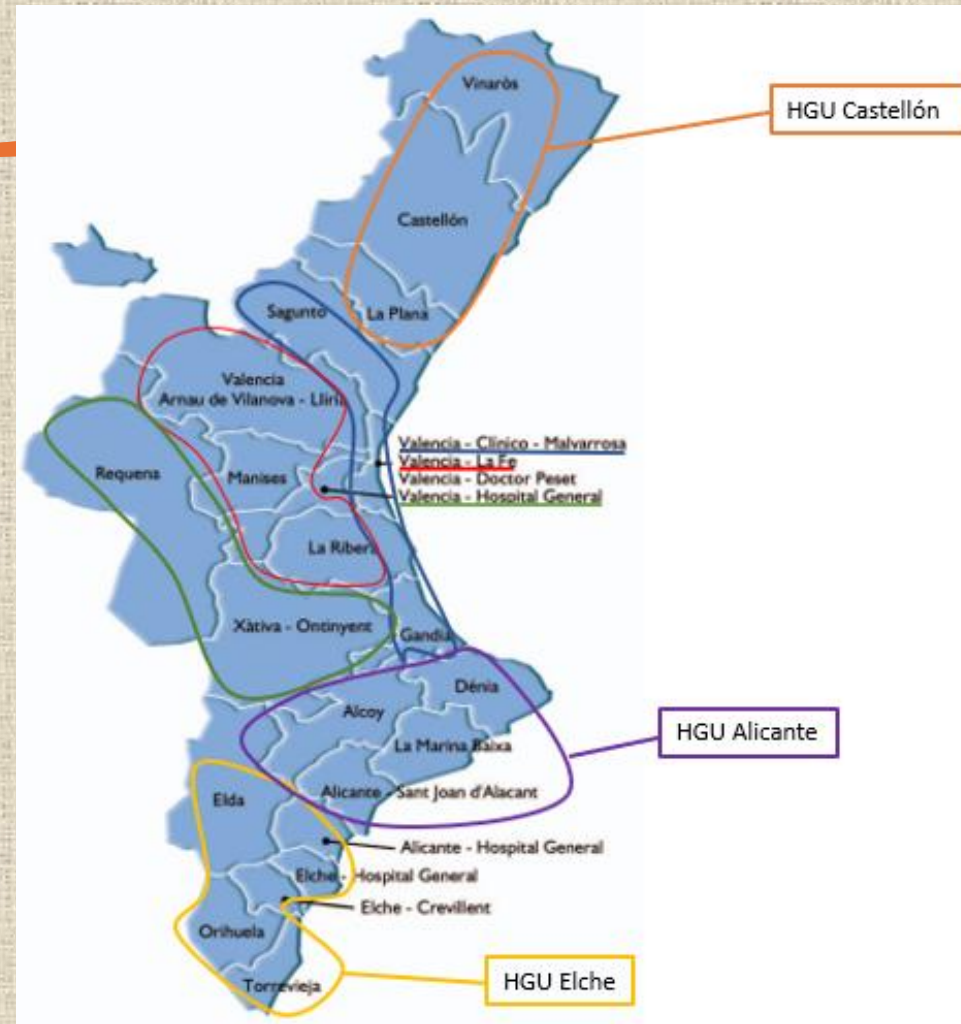 Vinaròs
HGU Castellón
Castellón
Sagunto
La Plana
Valencia
Arnau de Vilanova - Lliria
Valencia - Clínico - Malvarrosa
Valencia - La Fe
Valencia - Doctor Peset
Valencia - Hospital General
Requena
Manises
La Ribera
Xàtiva - Ontinyent
Gandia
Dénia
Alcoy
HGU Alicante
La Marina Baixa
Alicante - Sant Joan d'Alacant
Elda
Alicante - Hospital General
Elche - Hospital General
Elche - Crevillent
Orihuela
HGU Elche
Torrevieja